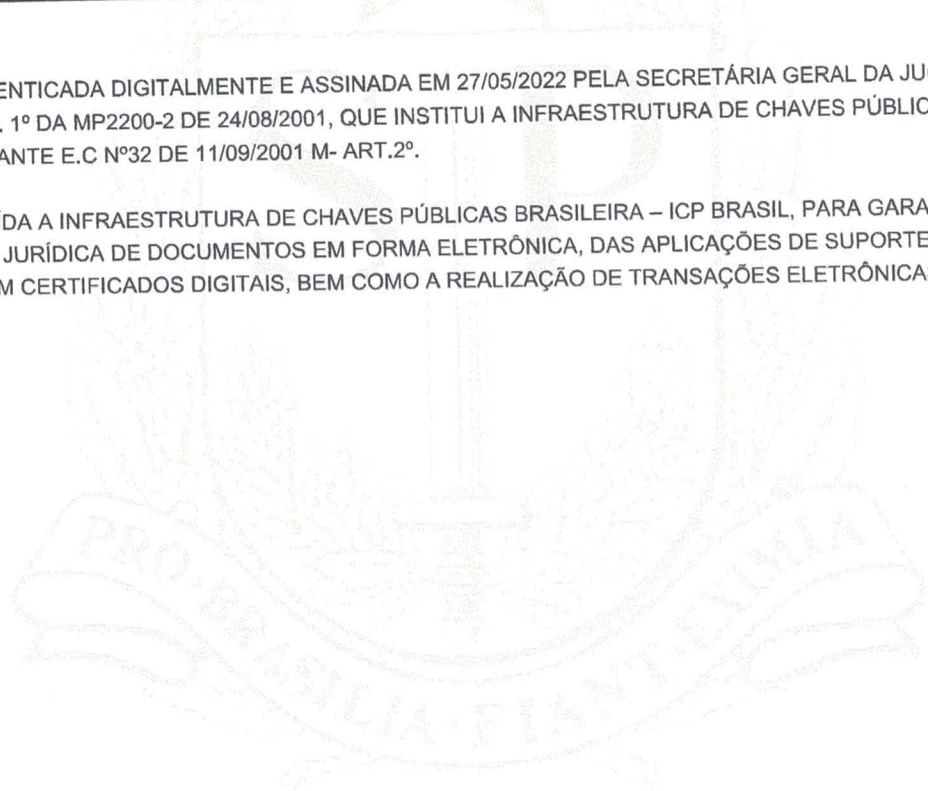 ENTICADA DIGITALMENTE E ASSINADA EM 27/05/2022 PELA SECRETÁRIA GERAL DA JU
. 1º DA MP2200-2 DE 24/08/2001, QUE INSTITUI A INFRAESTRUTURA DE CHAVES PÚBLIC
ANTE E.C Nº32 DE 11/09/2001 M- ART.2º.
ÍDA A INFRAESTRUTURA DE CHAVES PÚBLICAS BRASILEIRA – ICP BRASIL, PARA GARA
JURÍDICA DE DOCUMENTOS EM FORMA ELETRÔNICA, DAS APLICAÇÕES DE SUPORTE
M CERTIFICADOS DIGITAIS, BEM COMO A REALIZAÇÃO DE TRANSAÇÕES ELETRÔNICA
SP
PRO·BRASILIA·FIANT·EXIMIA